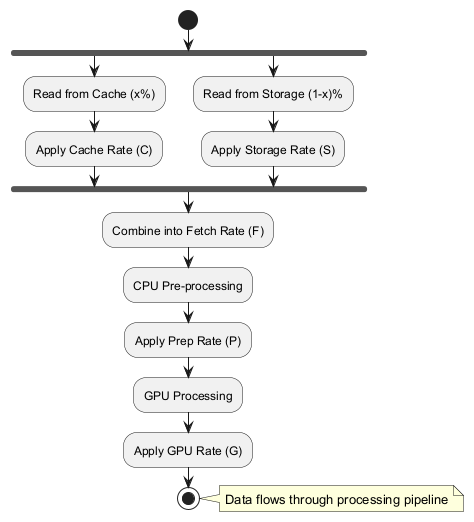 Read from Cache (x%)
Read from Storage (1-x)%
Apply Cache Rate (C)
Apply Storage Rate (S)
Combine into Fetch Rate (F)
CPU Pre-processing
Apply Prep Rate (P)
GPU Processing
Apply GPU Rate (G)
Data flows through processing pipeline